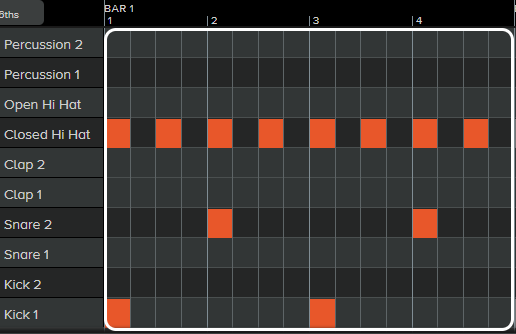 6ths
BAR 1
1 2 3 4
Percussion 2
Percussion 1
Open Hi Hat
Closed Hi Hat
Clap 2
Clap 1
Snare 2
Snare 1
Kick 2
Kick 1